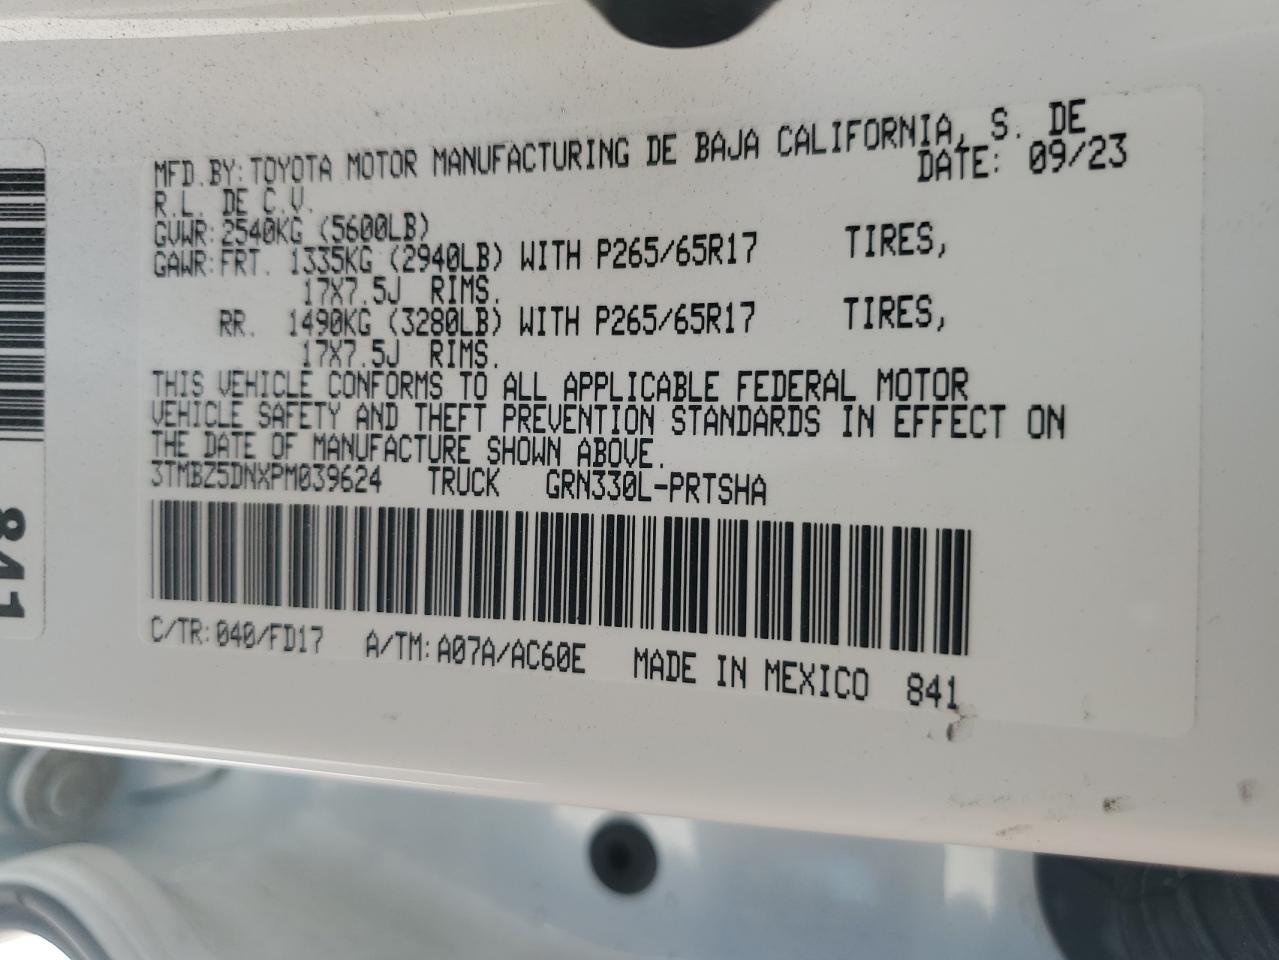 MFD.BY:TOYOTA MOTOR MANUFACTURING DE BAJA CALIFORNIA, S. DE
R.L. DE C.V. DATE: 09/23
GVWR:2540KG (5600LB)
GAWR:FRT. 1335KG (2940LB) WITH P265/65R17 TIRES,
17X7.5J RIMS.
RR. 1490KG (3280LB) WITH P265/65R17 TIRES,
17X7.5J RIMS.
THIS VEHICLE CONFORMS TO ALL APPLICABLE FEDERAL MOTOR
VEHICLE SAFETY AND THEFT PREVENTION STANDARDS IN EFFECT ON
THE DATE OF MANUFACTURE SHOWN ABOVE.
3TMBZ5DNXPM039624 TRUCK GRN330L-PRTSHA
C/TR:040/FD17 A/TM:A07A/AC60E MADE IN MEXICO 841
841